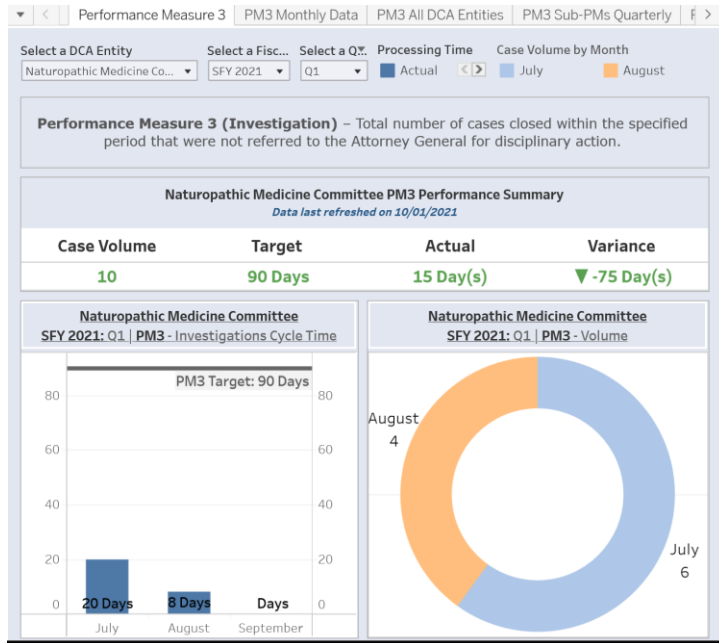 Performance Measure 3 PM3 Monthly Data PM3 All DCA Entities PM3 Sub-PMs Quarterly
Select a DCA Entity Select a Fisc... Select a Q... Processing Time Case Volume by Month
Naturopathic Medicine Co... SFY 2021 Q1 Actual July August
Performance Measure 3 (Investigation) – Total number of cases closed within the specified
period that were not referred to the Attorney General for disciplinary action.
Naturopathic Medicine Committee PM3 Performance Summary
Data last refreshed on 10/01/2021
Case Volume Target Actual Variance
10 90 Days 15 Day(s) ▼ -75 Day(s)
Naturopathic Medicine Committee
SFY 2021: Q1 | PM3 - Investigations Cycle Time
PM3 Target: 90 Days
80 80
60 60
40 40
20 20
0 20 Days 8 Days Days 0
July August September
Naturopathic Medicine Committee
SFY 2021: Q1 | PM3 - Volume
August
4
July
6